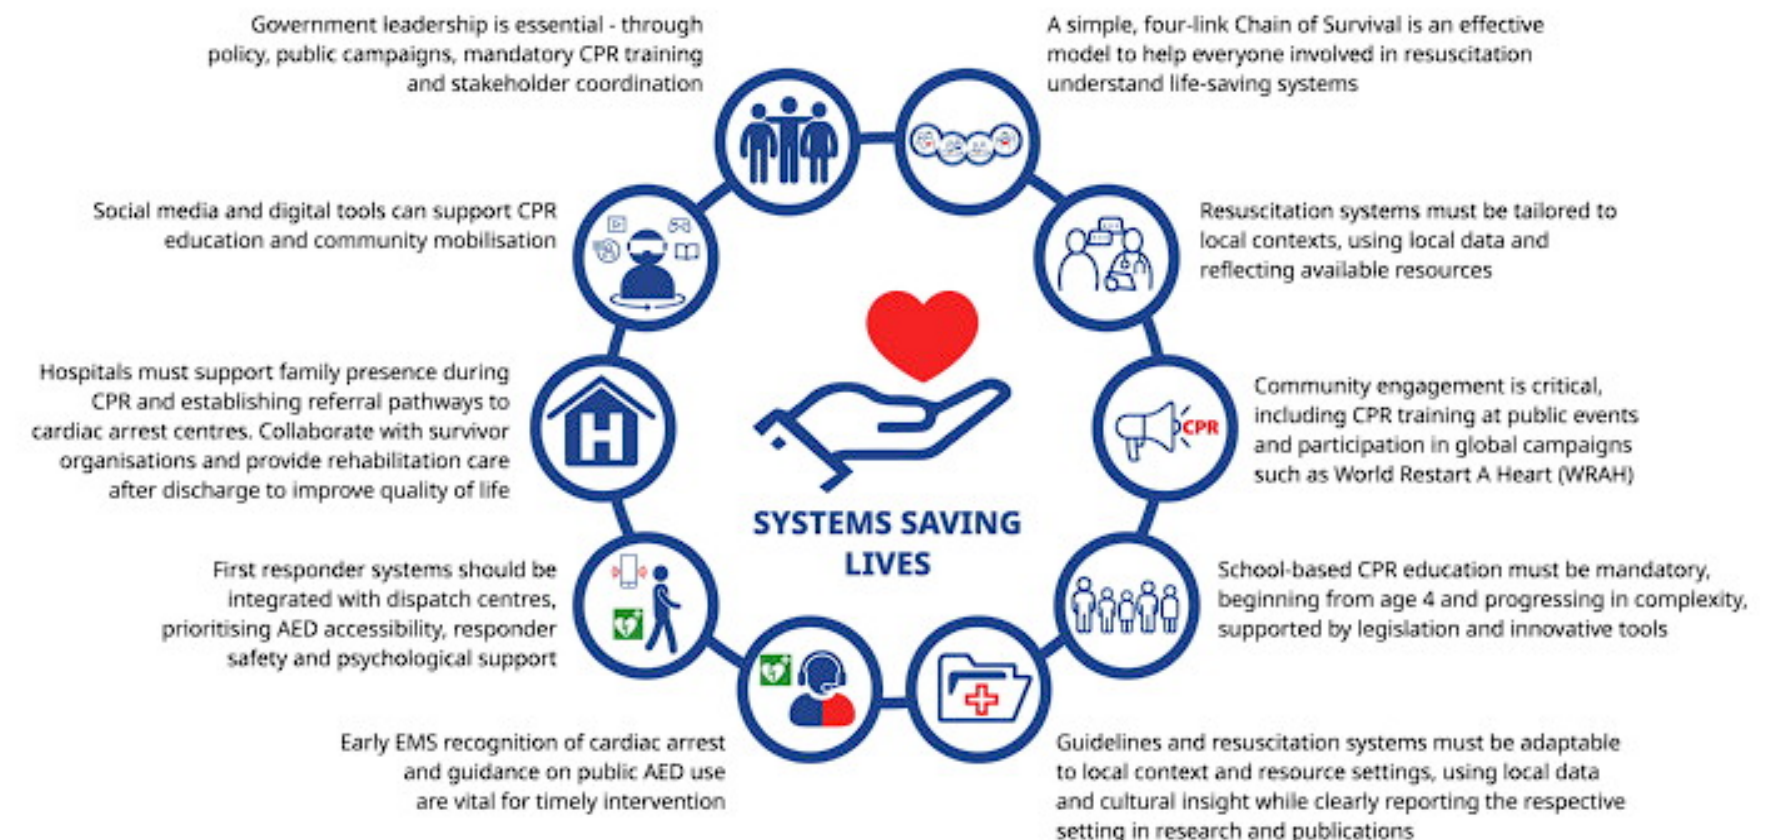 Government leadership is essential - through
policy, public campaigns, mandatory CPR training
and stakeholder coordination
A simple, four-link Chain of Survival is an effective
model to help everyone involved in resuscitation
understand life-saving systems
Social media and digital tools can support CPR
education and community mobilisation
Resuscitation systems must be tailored to
local contexts, using local data and
reflecting available resources
Hospitals must support family presence during
CPR and establishing referral pathways to
cardiac arrest centres. Collaborate with survivor
organisations and provide rehabilitation care
after discharge to improve quality of life
H
CPR
Community engagement is critical,
including CPR training at public events
and participation in global campaigns
such as World Restart A Heart (WRAH)
SYSTEMS SAVING
LIVES
First responder systems should be
integrated with dispatch centres,
prioritising AED accessibility, responder
safety and psychological support
School-based CPR education must be mandatory,
beginning from age 4 and progressing in complexity,
supported by legislation and innovative tools
Early EMS recognition of cardiac arrest
and guidance on public AED use
are vital for timely intervention
Guidelines and resuscitation systems must be adaptable
to local context and resource settings, using local data
and cultural insight while clearly reporting the respective
setting in research and publications